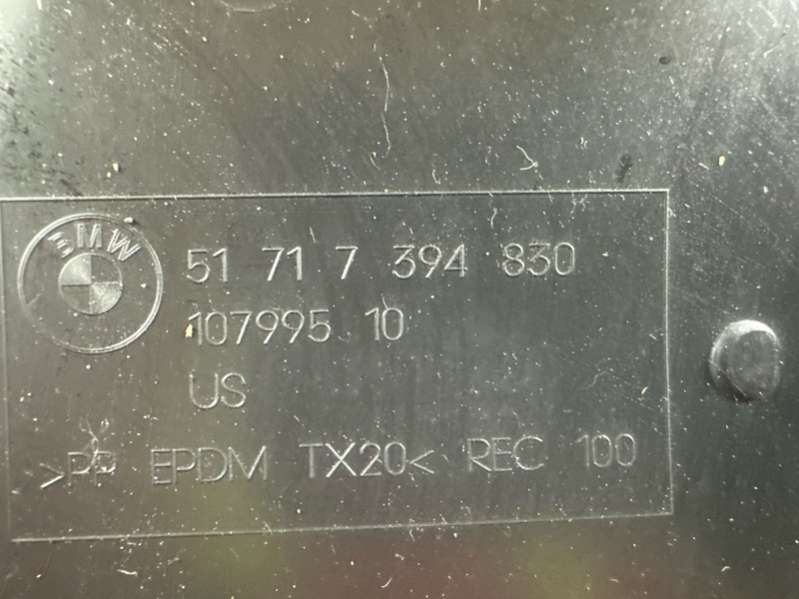 BMW
51 71 7 394 830
107995 10
US
>PP EPDM TX20< REC 100